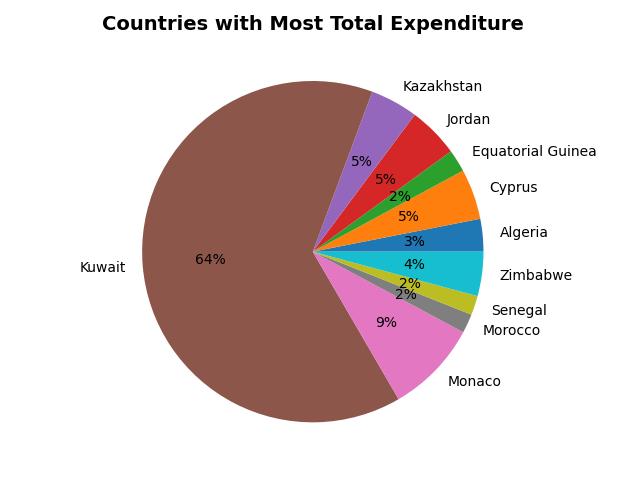 Countries with Most Total Expenditure
Kazakhstan
Jordan
Equatorial Guinea
Cyprus
Algeria
Zimbabwe
Senegal
Morocco
Monaco
Kuwait
5%
5%
2%
5%
3%
4%
2%
2%
9%
64%